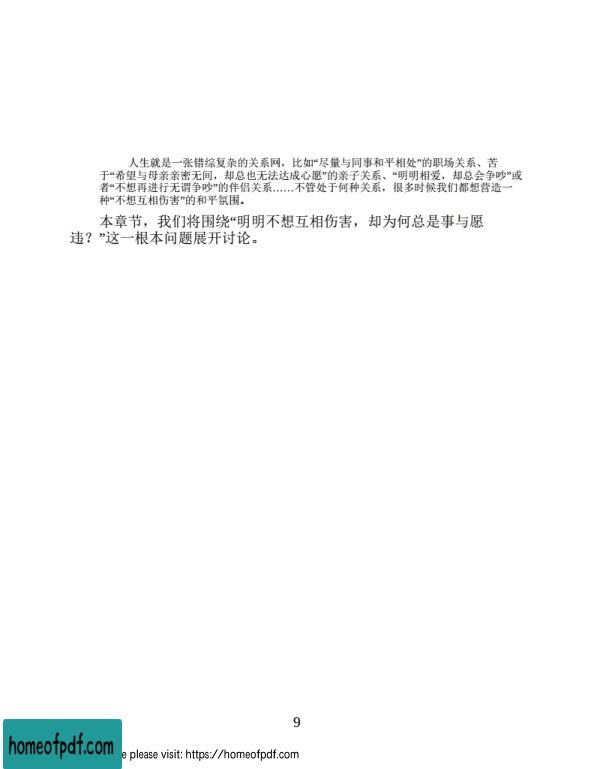 人生就是一张错综复杂的关系网，比如“尽量与同事和平相处”的职场关系、苦
于“希望与母亲亲密无间，却总也无法达成心愿”的亲子关系、“明明相爱，却总会争吵”或
者“不想再进行无谓争吵”的伴侣关系……不管处于何种关系，很多时候我们都想营造一
种“不想互相伤害”的和平氛围。
本章节，我们将围绕“明明不想互相伤害，却为何总是事与愿
违？”这一根本问题展开讨论。
9
homeofpdf.com
e please visit: https://homeofpdf.com